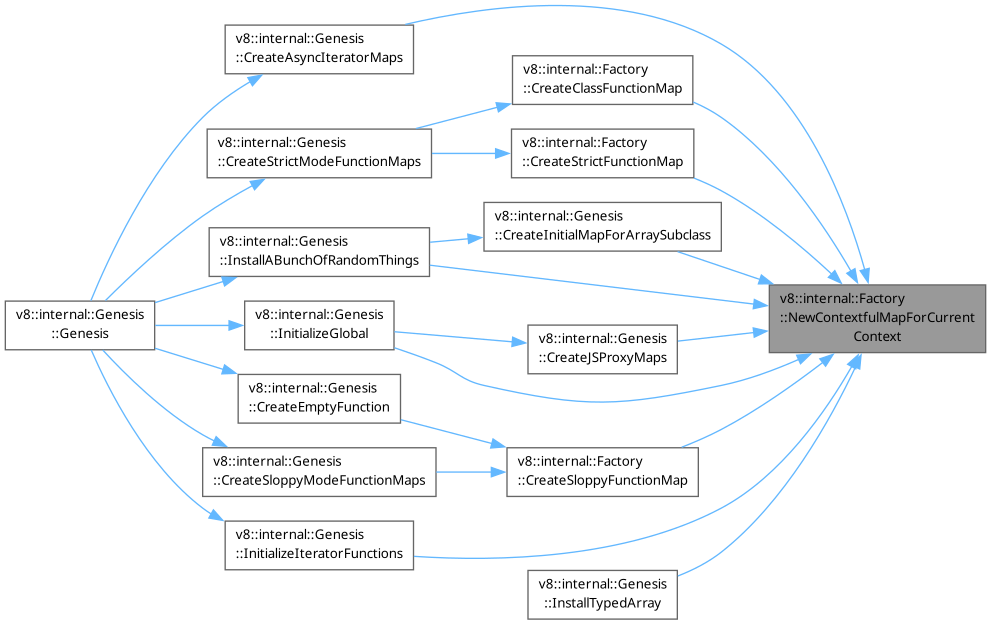 v8::internal::Genesis
::CreateAsyncIteratorMaps
v8::internal::Factory
::CreateClassFunctionMap
v8::internal::Genesis
::CreateStrictModeFunctionMaps
v8::internal::Factory
::CreateStrictFunctionMap
v8::internal::Genesis
::CreateInitialMapForArraySubclass
v8::internal::Genesis
::InstallABunchOfRandomThings
v8::internal::Factory
::NewContextfulMapForCurrent
Context
v8::internal::Genesis
::Genesis
v8::internal::Genesis
::InitializeGlobal
v8::internal::Genesis
::CreateJSProxyMaps
v8::internal::Genesis
::CreateEmptyFunction
v8::internal::Genesis
::CreateSloppyModeFunctionMaps
v8::internal::Factory
::CreateSloppyFunctionMap
v8::internal::Genesis
::InitializeIteratorFunctions
v8::internal::Genesis
::InstallTypedArray